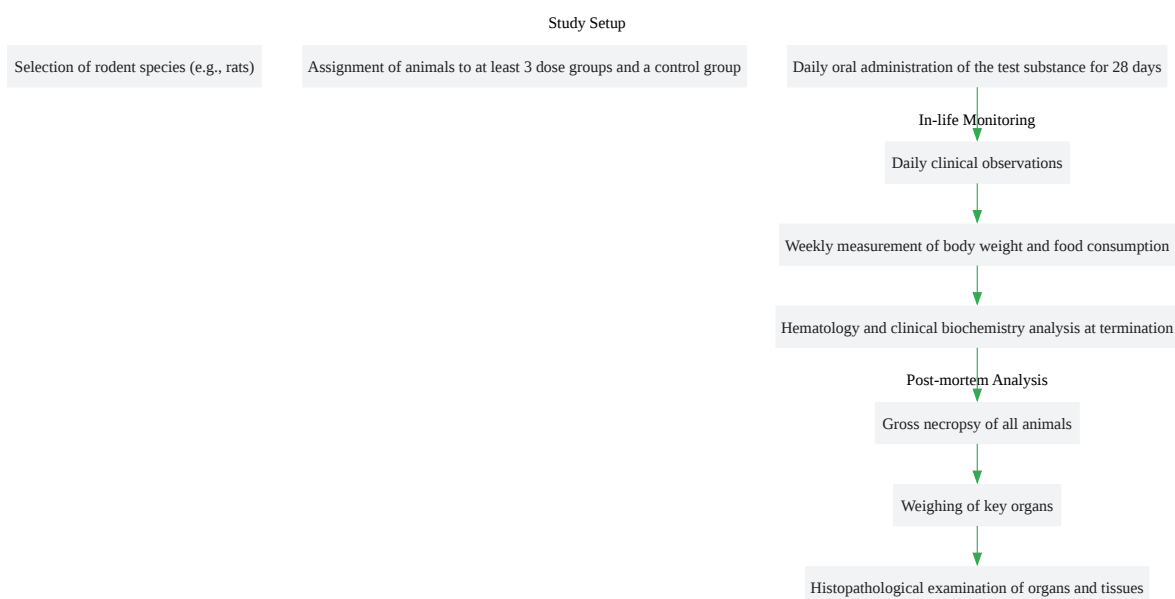 Study Setup
Selection of rodent species (e.g., rats)
Assignment of animals to at least 3 dose groups and a control group
Daily oral administration of the test substance for 28 days
In-life Monitoring
Daily clinical observations
Weekly measurement of body weight and food consumption
Hematology and clinical biochemistry analysis at termination
Post-mortem Analysis
Gross necropsy of all animals
Weighing of key organs
Histopathological examination of organs and tissues